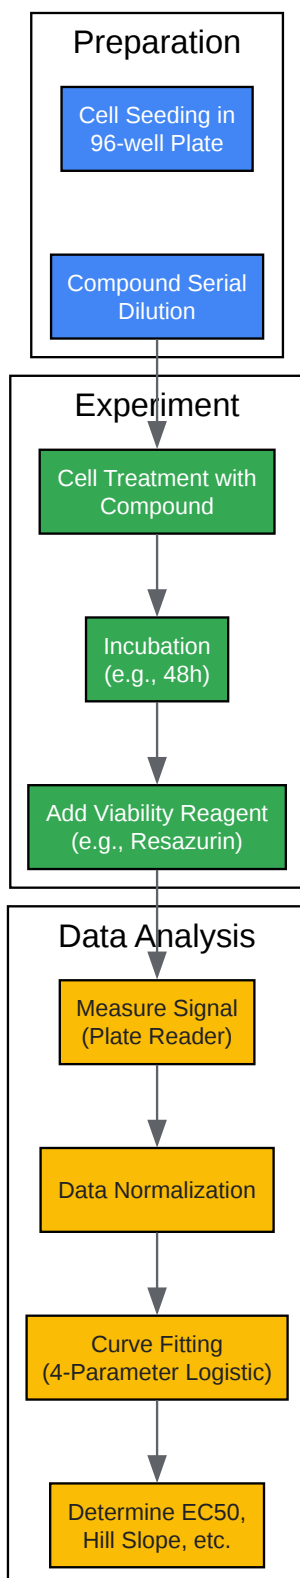 Preparation
Cell Seeding in
96-well Plate
Compound Serial
Dilution
Experiment
Cell Treatment with
Compound
Incubation
(e.g., 48h)
Add Viability Reagent
(e.g., Resazurin)
Data Analysis
Measure Signal
(Plate Reader)
Data Normalization
Curve Fitting
(4-Parameter Logistic)
Determine EC50,
Hill Slope, etc.